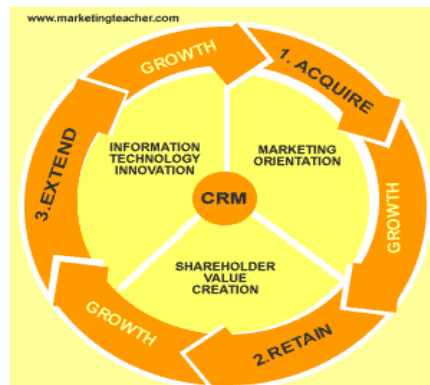 www.marketingteacher.com
GROWTH
1. ACQUIRE
INFORMATION
TECHNOLOGY
INNOVATION
MARKETING
ORIENTATION
3.EXTEND
CRM
GROWTH
SHAREHOLDER
VALUE
CREATION
GROWTH
2.RETAIN